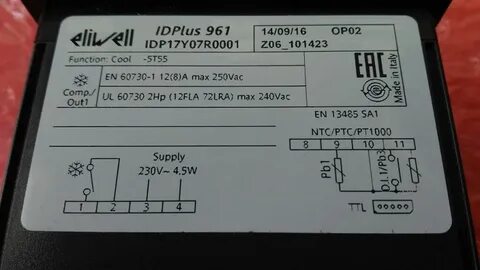 eliwell
IDPlus 961
IDP17Y07R0001
14/09/16 OP02
Z06_101423
Function: Cool -5T55
Comp./
Out1
EN 60730-1 12(8)A max 250Vac
UL 60730 2Hp (12FLA 72LRA) max 240Vac
EAC
Made in Italy
EN 13485 SA1
NTC/PTC/PT1000
8 9 10 11
Supply
230V~ 4,5W
Pb1
D.I.1/Pb3
1 2 3 4
TTL